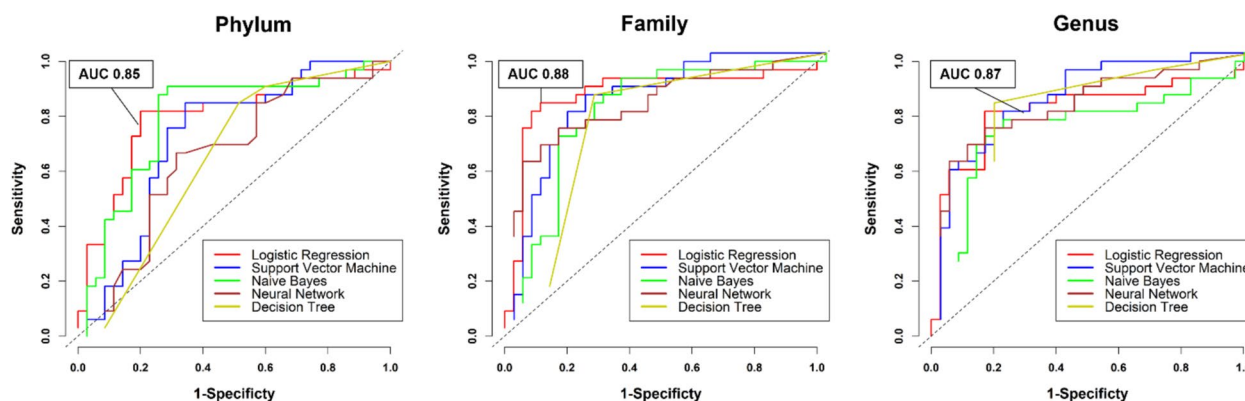 Phylum
AUC 0.85
Sensitivity
1.0
0.8
0.6
0.4
0.2
0.0
Logistic Regression
Support Vector Machine
Naive Bayes
Neural Network
Decision Tree
0.0 0.2 0.4 0.6 0.8 1.0
1-Specificty
Family
AUC 0.88
Sensitivity
1.0
0.8
0.6
0.4
0.2
0.0
Logistic Regression
Support Vector Machine
Naive Bayes
Neural Network
Decision Tree
0.0 0.2 0.4 0.6 0.8 1.0
1-Specificty
Genus
AUC 0.87
Sensitivity
1.0
0.8
0.6
0.4
0.2
0.0
Logistic Regression
Support Vector Machine
Naive Bayes
Neural Network
Decision Tree
0.0 0.2 0.4 0.6 0.8 1.
1-Specificty